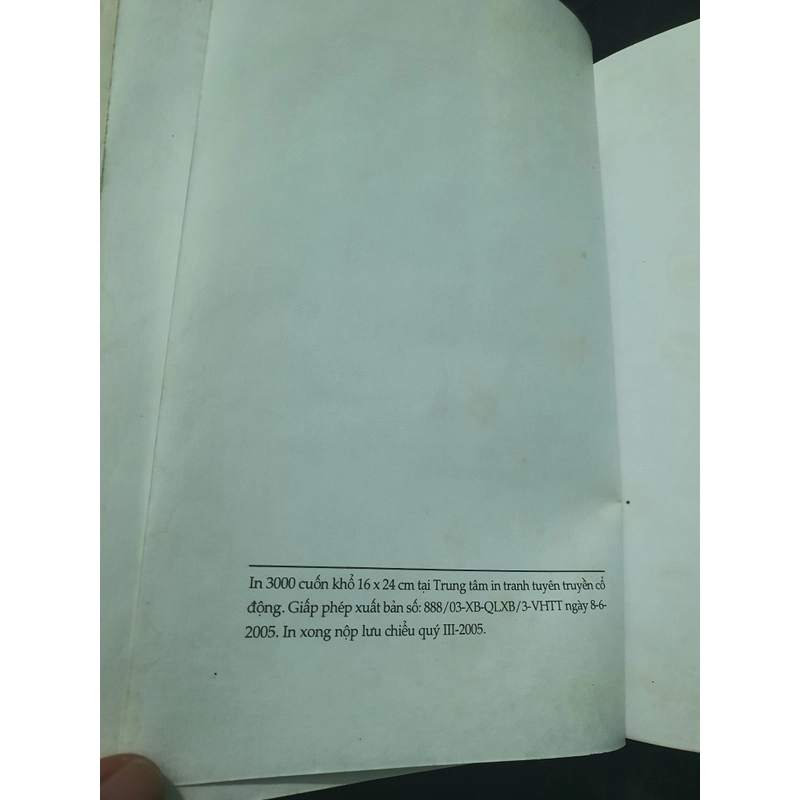 In 3000 cuốn khổ 16 x 24 cm tại Trung tâm in tranh tuyên truyền cổ
động. Giấp phép xuất bản số: 888/03-XB-QLXB/3-VHTT ngày 8-6-
2005. In xong nộp lưu chiểu quý III-2005.